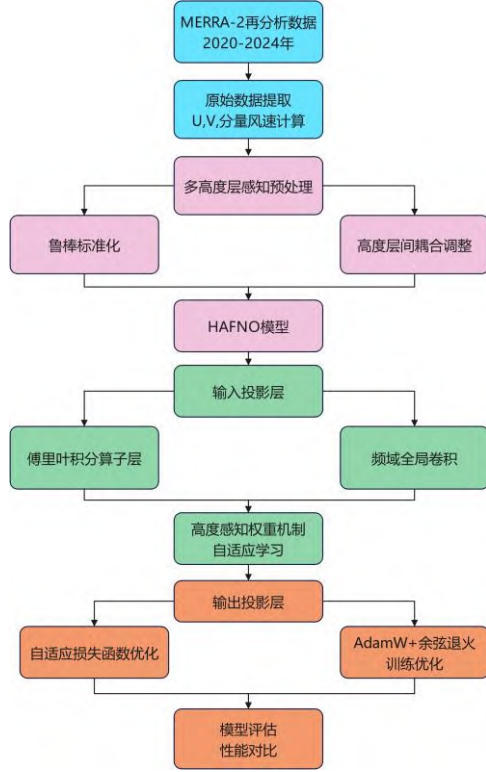 MERRA-2再分析数据
2020-2024年
原始数据提取
U,V,分量风速计算
多高度层感知预处理
鲁棒标准化
高度层间耦合调整
HAFNO模型
输入投影层
傅里叶积分算子层
频域全局卷积
高度感知权重机制
自适应学习
输出投影层
自适应损失函数优化
AdamW+余弦退火
训练优化
模型评估
性能对比